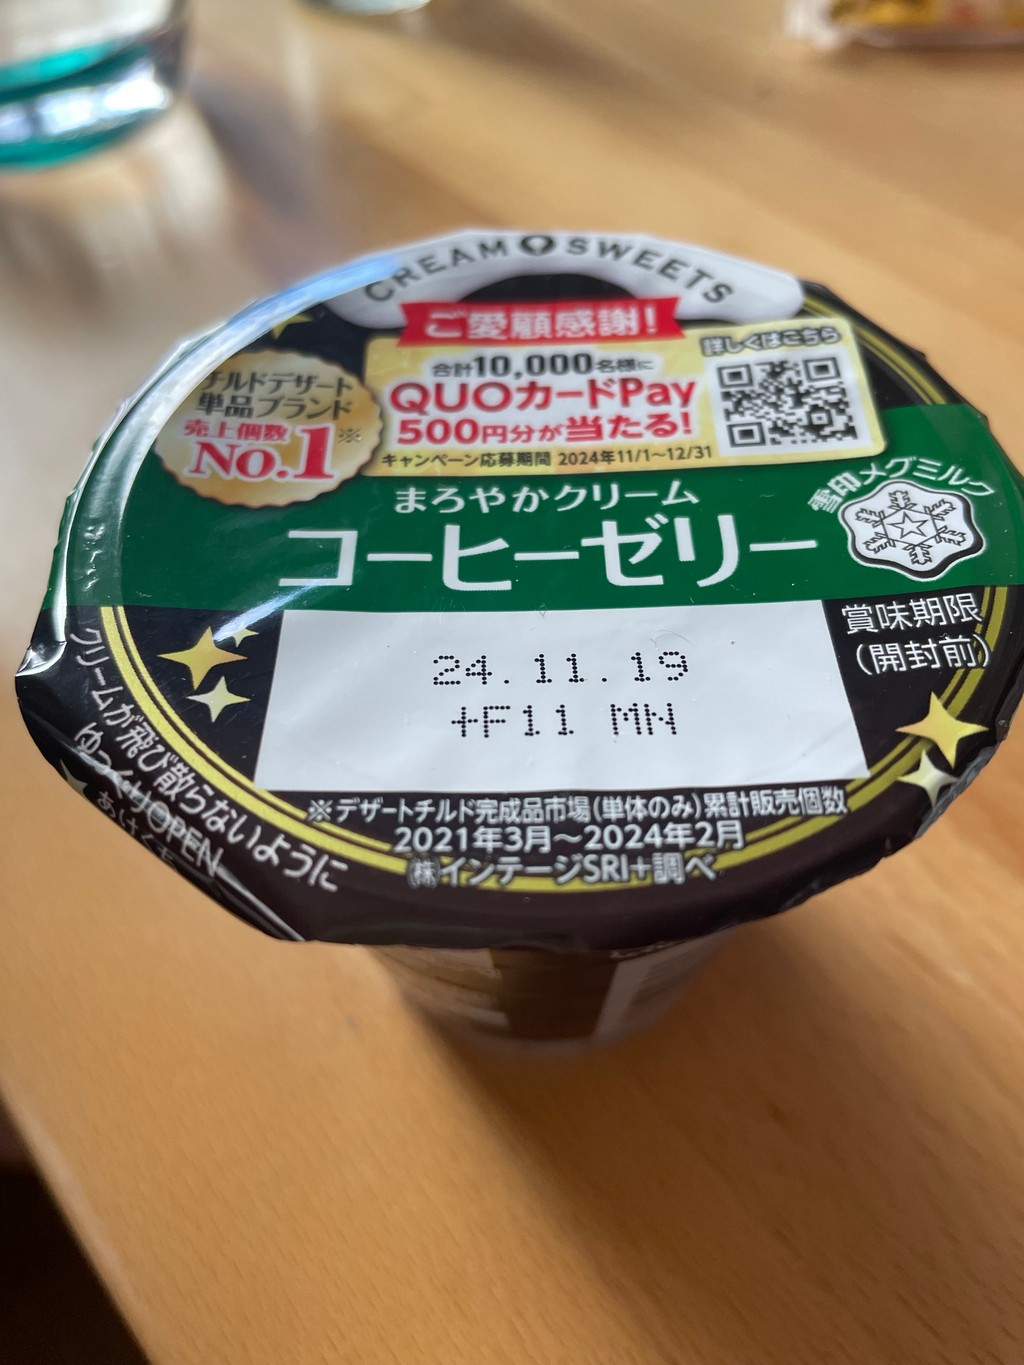 CREAM SWEETS
ご愛顧感謝!
合計10,000名様に
QUOカードPay
500円分が当たる!
キャンペーン応募期間 2024年11/1~12/31
詳しくはこちら
チルドデザート
単品ブランド
売上個数※
No.1
まろやかクリーム
コーヒーゼリー
雪印メグミルク
賞味期限
(開封前)
24.11.19
+F11 MN
※デザートチルド完成品市場(単体のみ)累計販売個数
2021年3月~2024年2月
㈱インテージSRI+調べ
クリームが飛び散らないように
ゆっくりOPEN